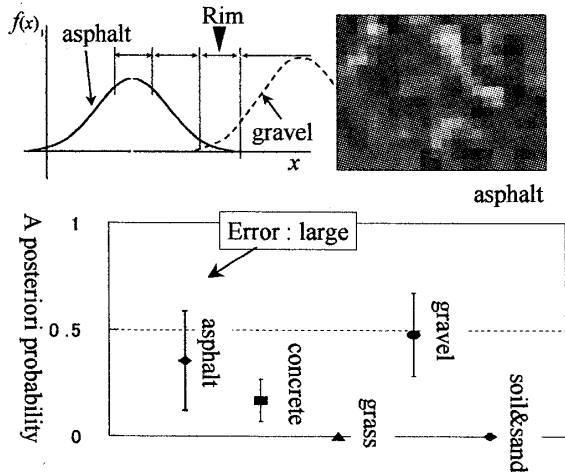 f(x)
Rim
asphalt
gravel
x
asphalt
A posteriori probability
1
0.5
0
Error : large
asphalt
concrete
grass
gravel
soil&sand